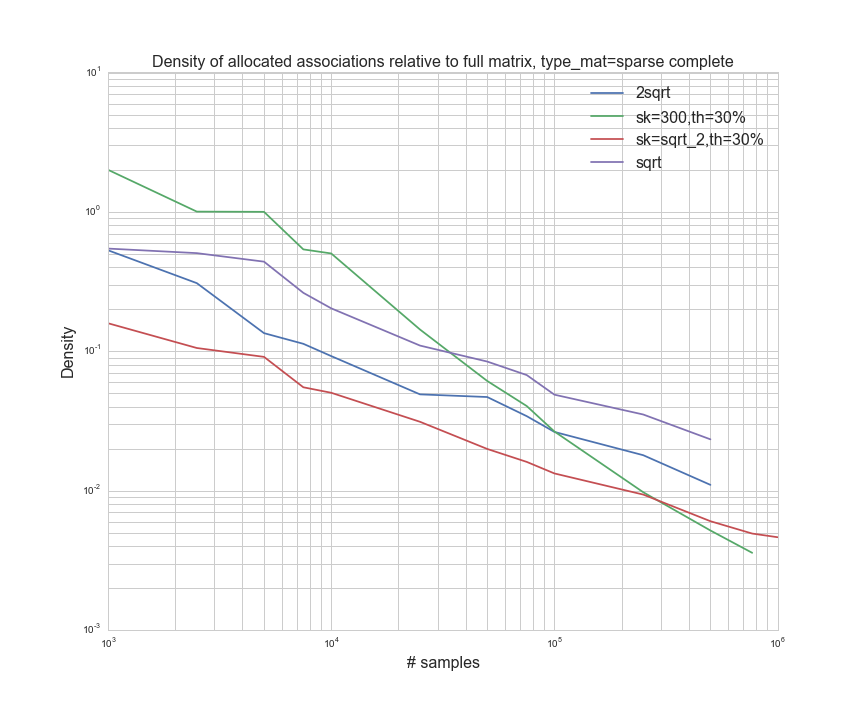 Density of allocated associations relative to full matrix, type_mat=sparse complete
2sqrt
sk=300,th=30%
sk=sqrt_2,th=30%
sqrt
10¹
10⁰
10⁻¹
10⁻²
10⁻³
Density
10³
10⁴
10⁵
10⁶
# samples